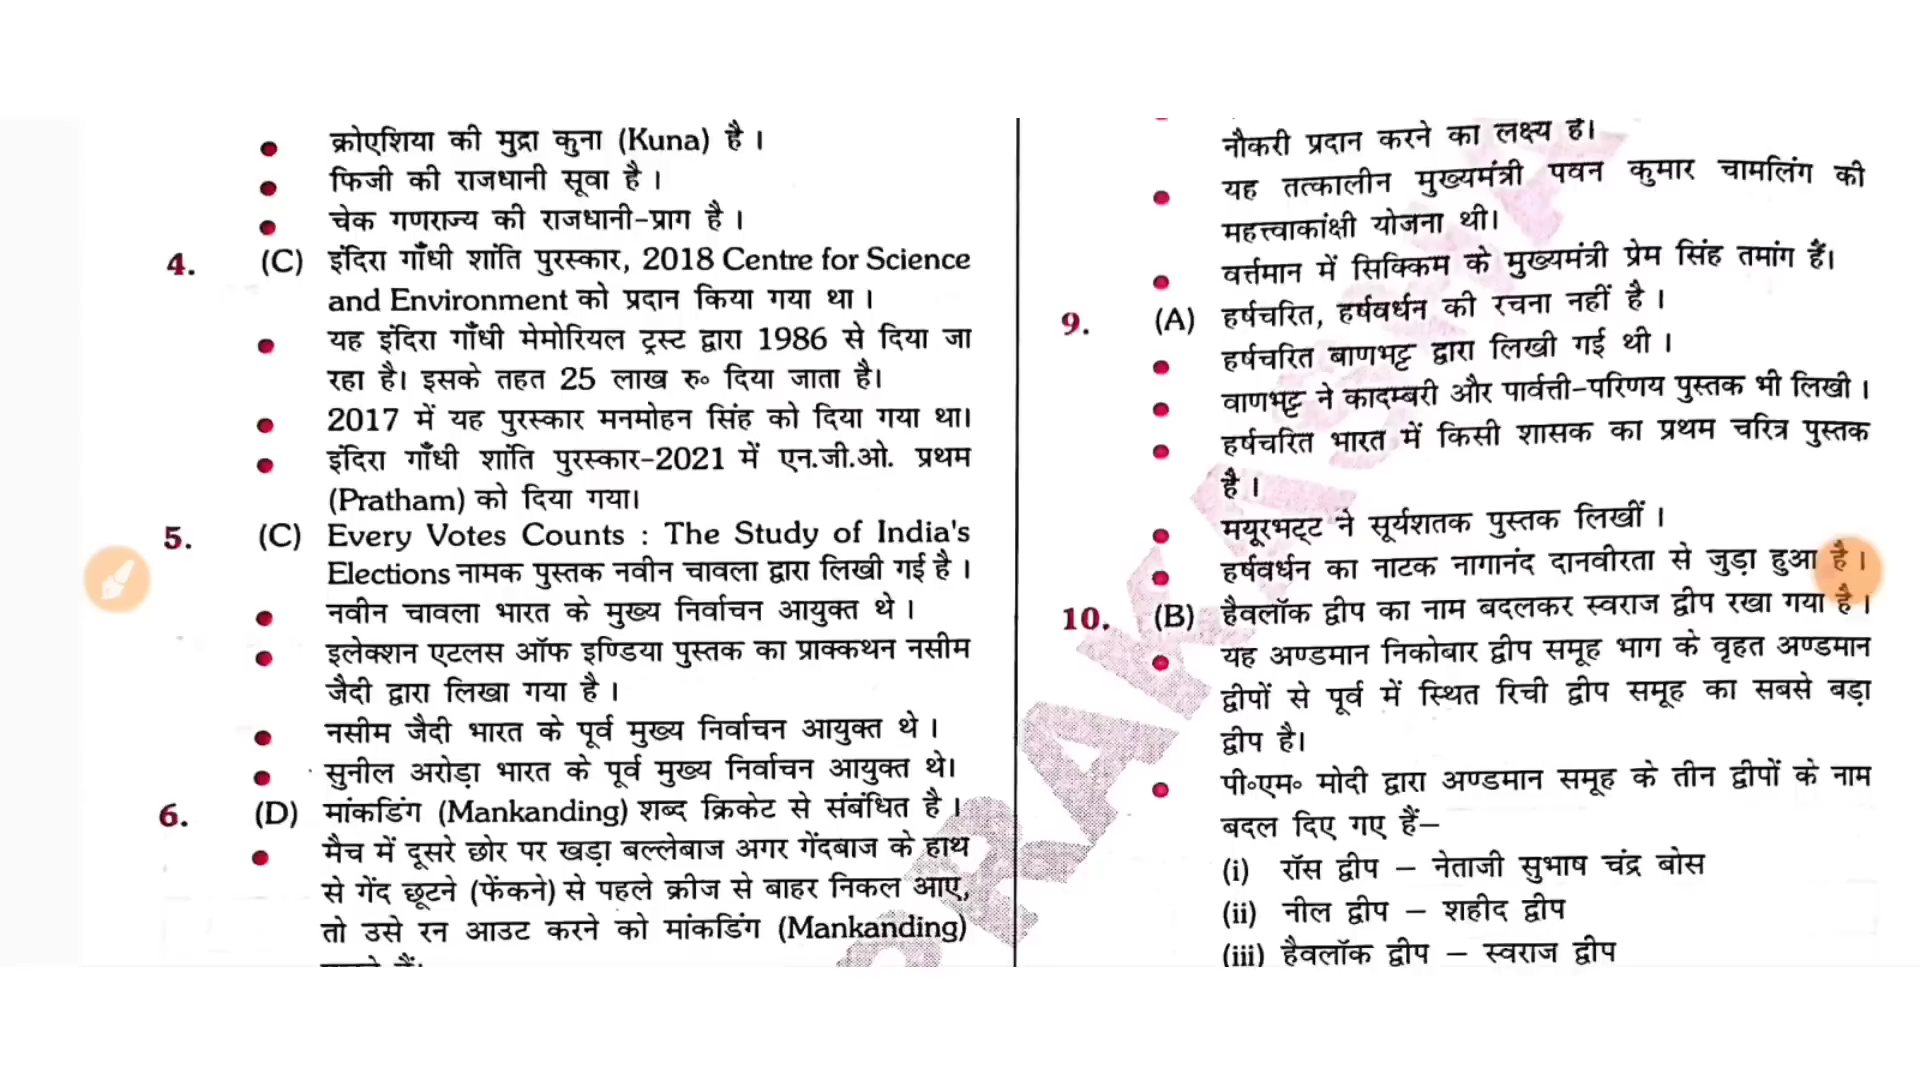 क्रोएशिया की मुद्रा कुना (Kuna) है ।
फिजी की राजधानी सूवा है ।
चेक गणराज्य की राजधानी-प्राग है ।
4. (C) इंदिरा गाँधी शांति पुरस्कार, 2018 Centre for Science
and Environment को प्रदान किया गया था ।
यह इंदिरा गाँधी मेमोरियल ट्रस्ट द्वारा 1986 से दिया जा
रहा है। इसके तहत 25 लाख रु० दिया जाता है।
2017 में यह पुरस्कार मनमोहन सिंह को दिया गया था।
इंदिरा गाँधी शांति पुरस्कार-2021 में एन.जी.ओ. प्रथम
(Pratham) को दिया गया।
5. (C) Every Votes Counts : The Study of India's
Elections नामक पुस्तक नवीन चावला द्वारा लिखी गई है ।
नवीन चावला भारत के मुख्य निर्वाचन आयुक्त थे ।
इलेक्शन एटलस ऑफ इण्डिया पुस्तक का प्राक्कथन नसीम
जैदी द्वारा लिखा गया है ।
नसीम जैदी भारत के पूर्व मुख्य निर्वाचन आयुक्त थे ।
सुनील अरोड़ा भारत के पूर्व मुख्य निर्वाचन आयुक्त थे।
6. (D) मांकडिंग (Mankanding) शब्द क्रिकेट से संबंधित है ।
मैच में दूसरे छोर पर खड़ा बल्लेबाज अगर गेंदबाज के हाथ
से गेंद छूटने (फेंकने) से पहले क्रीज से बाहर निकल आए,
तो उसे रन आउट करने को मांकडिंग (Mankanding)
नौकरी प्रदान करने का लक्ष्य है।
यह तत्कालीन मुख्यमंत्री पवन कुमार चामलिंग की
महत्त्वाकांक्षी योजना थी।
वर्त्तमान में सिक्किम के मुख्यमंत्री प्रेम सिंह तमांग हैं।
9. (A) हर्षचरित, हर्षवर्धन की रचना नहीं है ।
हर्षचरित बाणभट्ट द्वारा लिखी गई थी ।
वाणभट्ट ने कादम्बरी और पार्वत्ती-परिणय पुस्तक भी लिखी ।
हर्षचरित भारत में किसी शासक का प्रथम चरित्र पुस्तक
है ।
मयूरभट्ट ने सूर्यशतक पुस्तक लिखीं ।
हर्षवर्धन का नाटक नागानंद दानवीरता से जुड़ा हुआ है ।
10. (B) हैवलॉक द्वीप का नाम बदलकर स्वराज द्वीप रखा गया है ।
यह अण्डमान निकोबार द्वीप समूह भाग के वृहत अण्डमान
द्वीपों से पूर्व में स्थित रिची द्वीप समूह का सबसे बड़ा
द्वीप है।
पी०एम० मोदी द्वारा अण्डमान समूह के तीन द्वीपों के नाम
बदल दिए गए हैं–
(i) रॉस द्वीप – नेताजी सुभाष चंद्र बोस
(ii) नील द्वीप – शहीद द्वीप
(iii) हैवलॉक द्वीप – स्वराज द्वीप